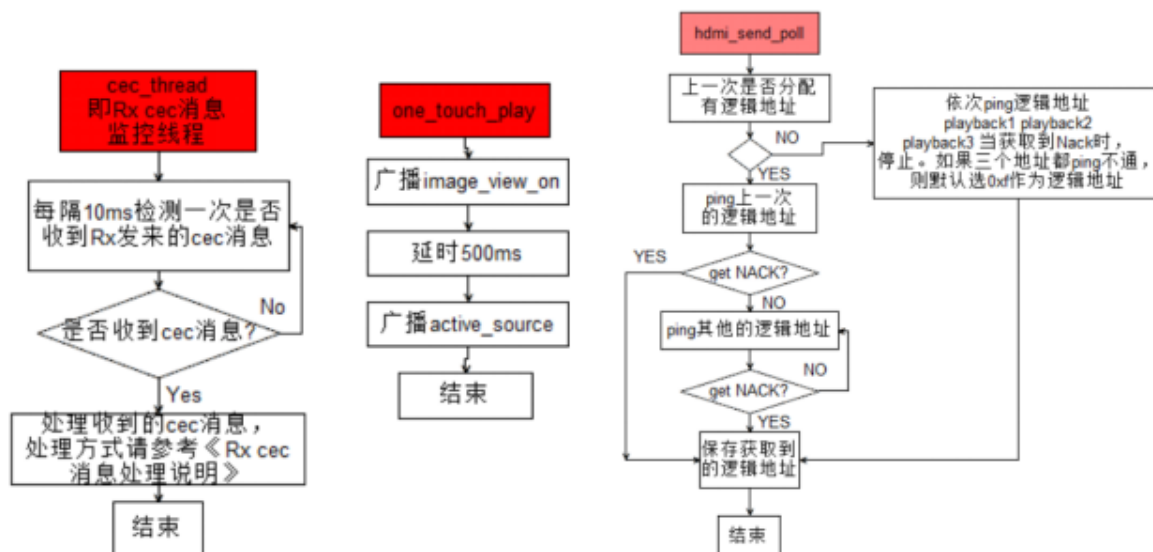 cec_thread
即Rx cec消息
监控线程
每隔10ms检测一次是否
收到Rx发来的cec消息
是否收到cec消息?
No
Yes
处理收到的cec消息，
处理方式请参考《Rx cec
消息处理说明》
结束
one_touch_play
广播image_view_on
延时500ms
广播active_source
结束
hdmi_send_poll
上一次是否分配
有逻辑地址
NO
YES
依次ping逻辑地址
playback1 playback2
playback3 当获取到Nack时，
停止。如果三个地址都ping不通，
则默认选0xf作为逻辑地址
ping上一次
的逻辑地址
YES
get NACK?
NO
ping其他的逻辑地址
NO
get NACK?
YES
保存获取到
的逻辑地址
结束